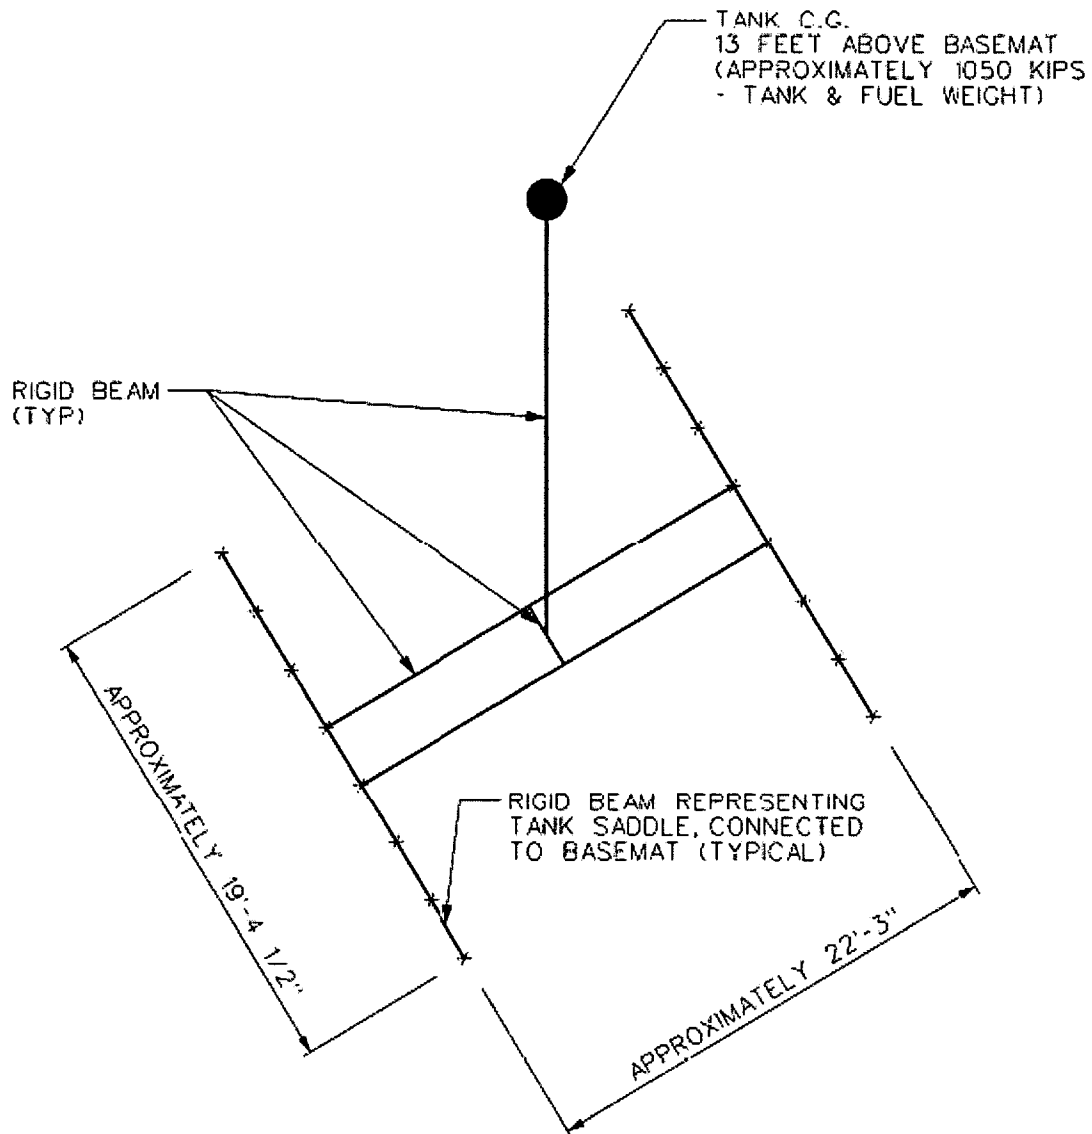 TANK C.G.
13 FEET ABOVE BASEMAT
(APPROXIMATELY 1050 KIPS
- TANK & FUEL WEIGHT)
RIGID BEAM
(TYP)
APPROXIMATELY 19'-4 1/2"
RIGID BEAM REPRESENTING
TANK SADDLE, CONNECTED
TO BASEMAT (TYPICAL)
APPROXIMATELY 22'-3"